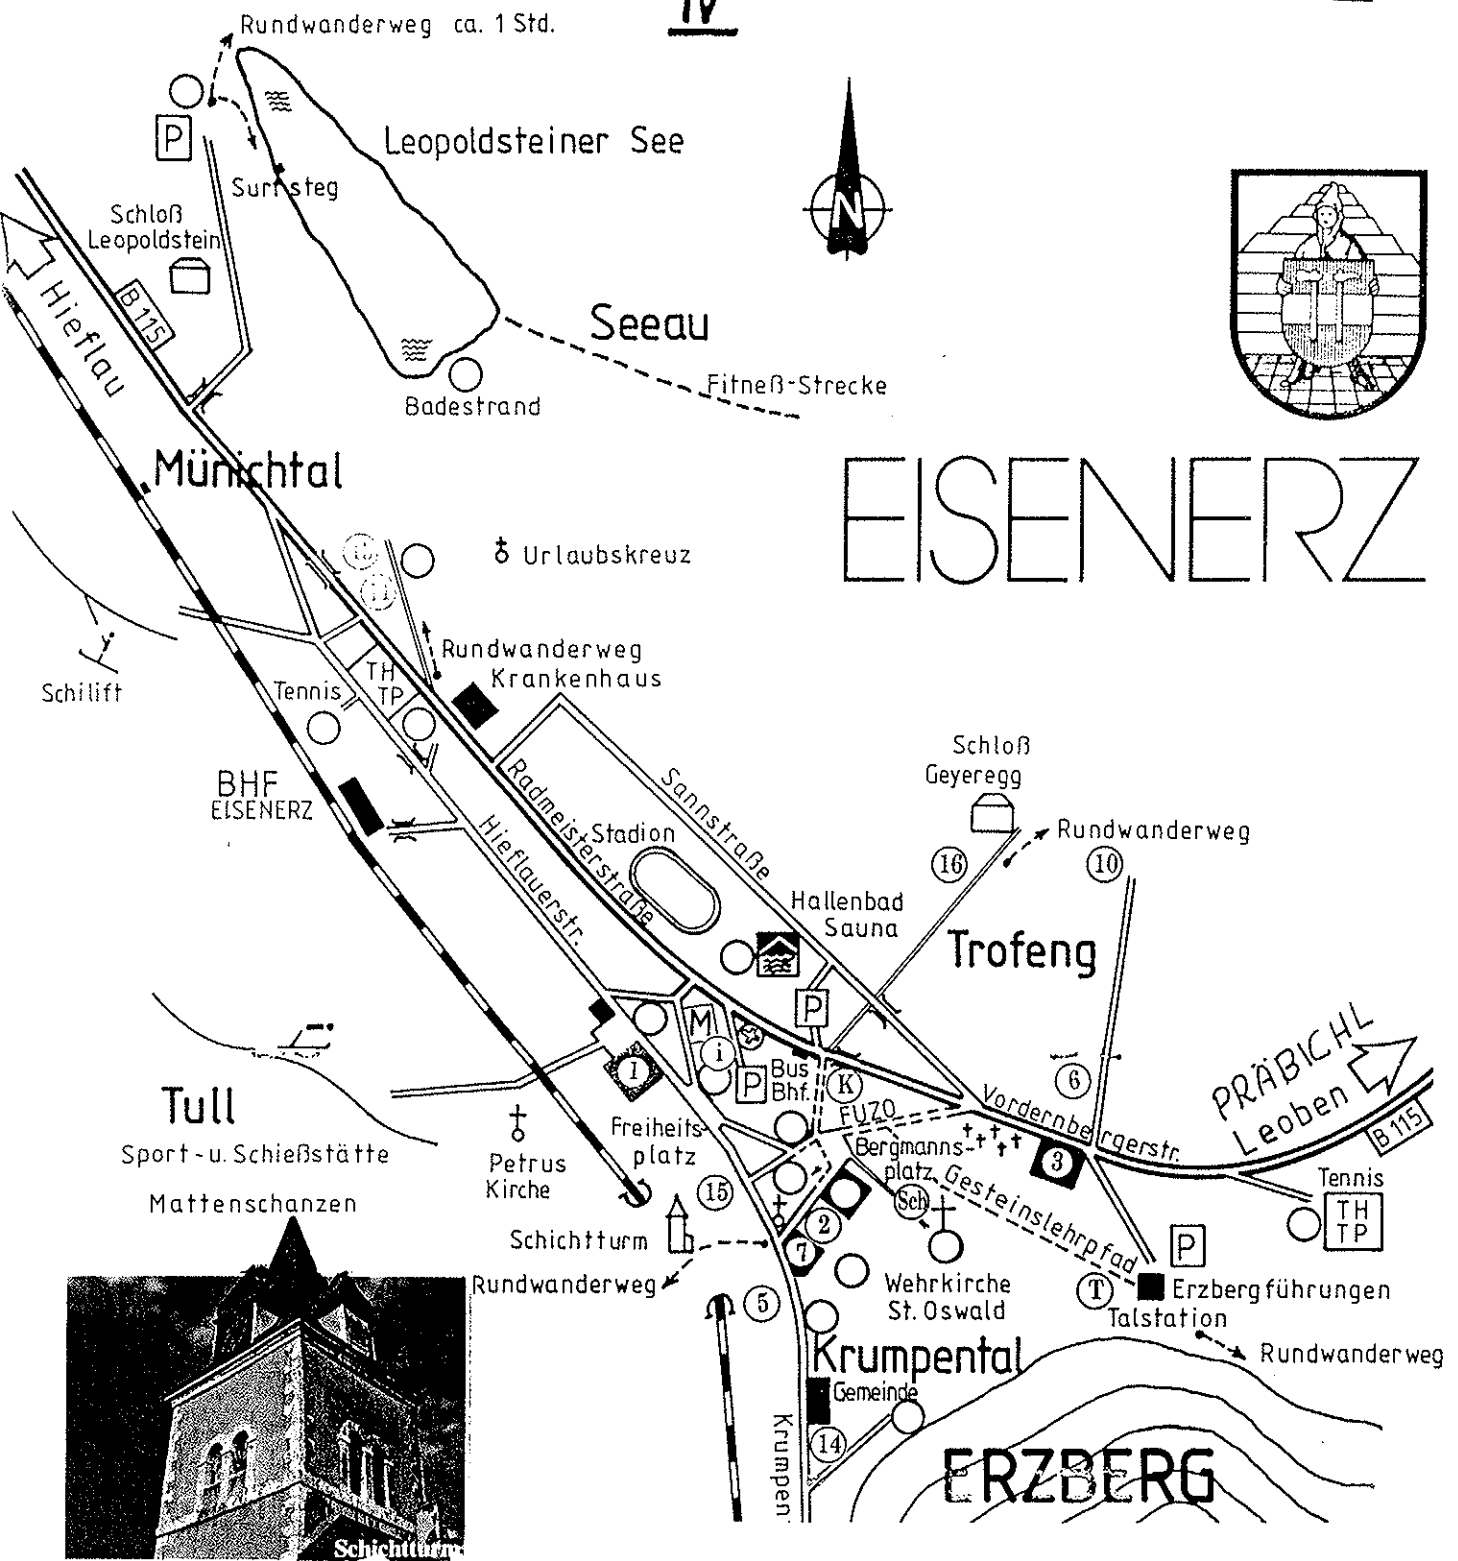 IV
Rundwanderweg ca. 1 Std.
P
Leopoldsteiner See
Surfsteg
N
Schloß
Leopoldstein
Hieflau
B 115
Seeau
Fitneß-Strecke
Badestrand
EISENERZ
Münichtal
11
Urlaubskreuz
Rundwanderweg
Krankenhaus
Schilift
Tennis
TH
TP
BHF
EISENERZ
Radmeisterstraße
Hieflauerstr.
Sannstraße
Stadion
Schloß
Geyeregg
Rundwanderweg
16
10
Hallenbad
Sauna
Trofeng
P
M
i
P
Bus
Bhf.
K
FUZO
1
6
Vordernbergerstr.
PRÄBICHL
Leoben
B 115
Tull
Sport-u. Schießstätte
Mattenschanzen
Petrus
Kirche
Freiheits-
platz
Bergmanns-
platz
Gesteinslehrpfad
3
15
Sch
2
7
Schichtturm
Rundwanderweg
5
Wehrkirche
St. Oswald
Tennis
TH
TP
P
T
Erzbergführungen
Talstation
Rundwanderweg
Krumpental
Gemeinde
14
Krumpen
ERZBERG
Schichtturm